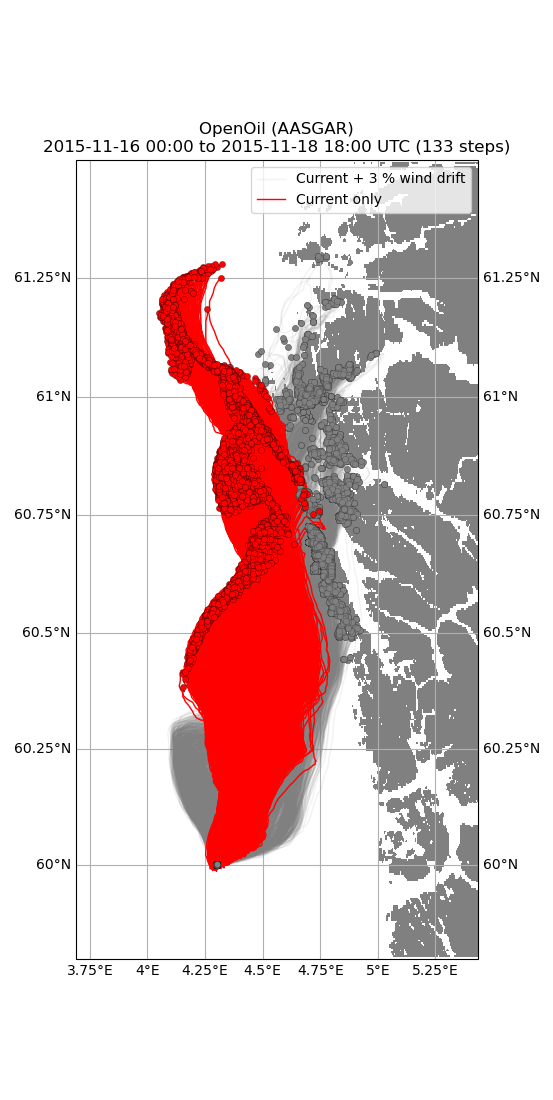 OpenOil (AASGAR)
2015-11-16 00:00 to 2015-11-18 18:00 UTC (133 steps)
Current + 3 % wind drift
Current only
61.25°N 61.25°N
61°N 61°N
60.75°N 60.75°N
60.5°N 60.5°N
60.25°N 60.25°N
60°N 60°N
3.75°E 4°E 4.25°E 4.5°E 4.75°E 5°E 5.25°E